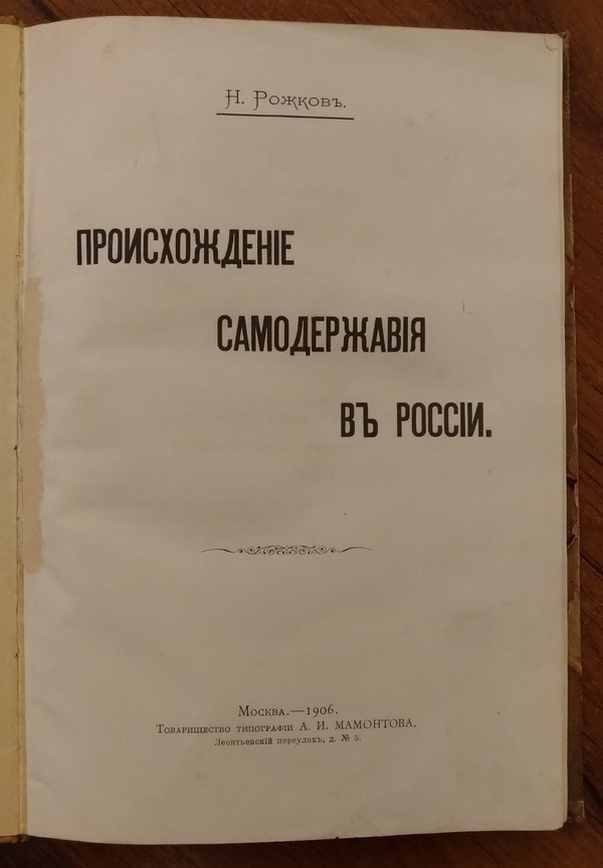 Н. Рожковъ.
ПРОИСХОЖДЕНІЕ
САМОДЕРЖАВІЯ
ВЪ РОССІИ.
Москва.—1906.
Товарищество типографіи А. И. МАМОНТОВА.
Леонтьевскій переулокъ, д. № 5.